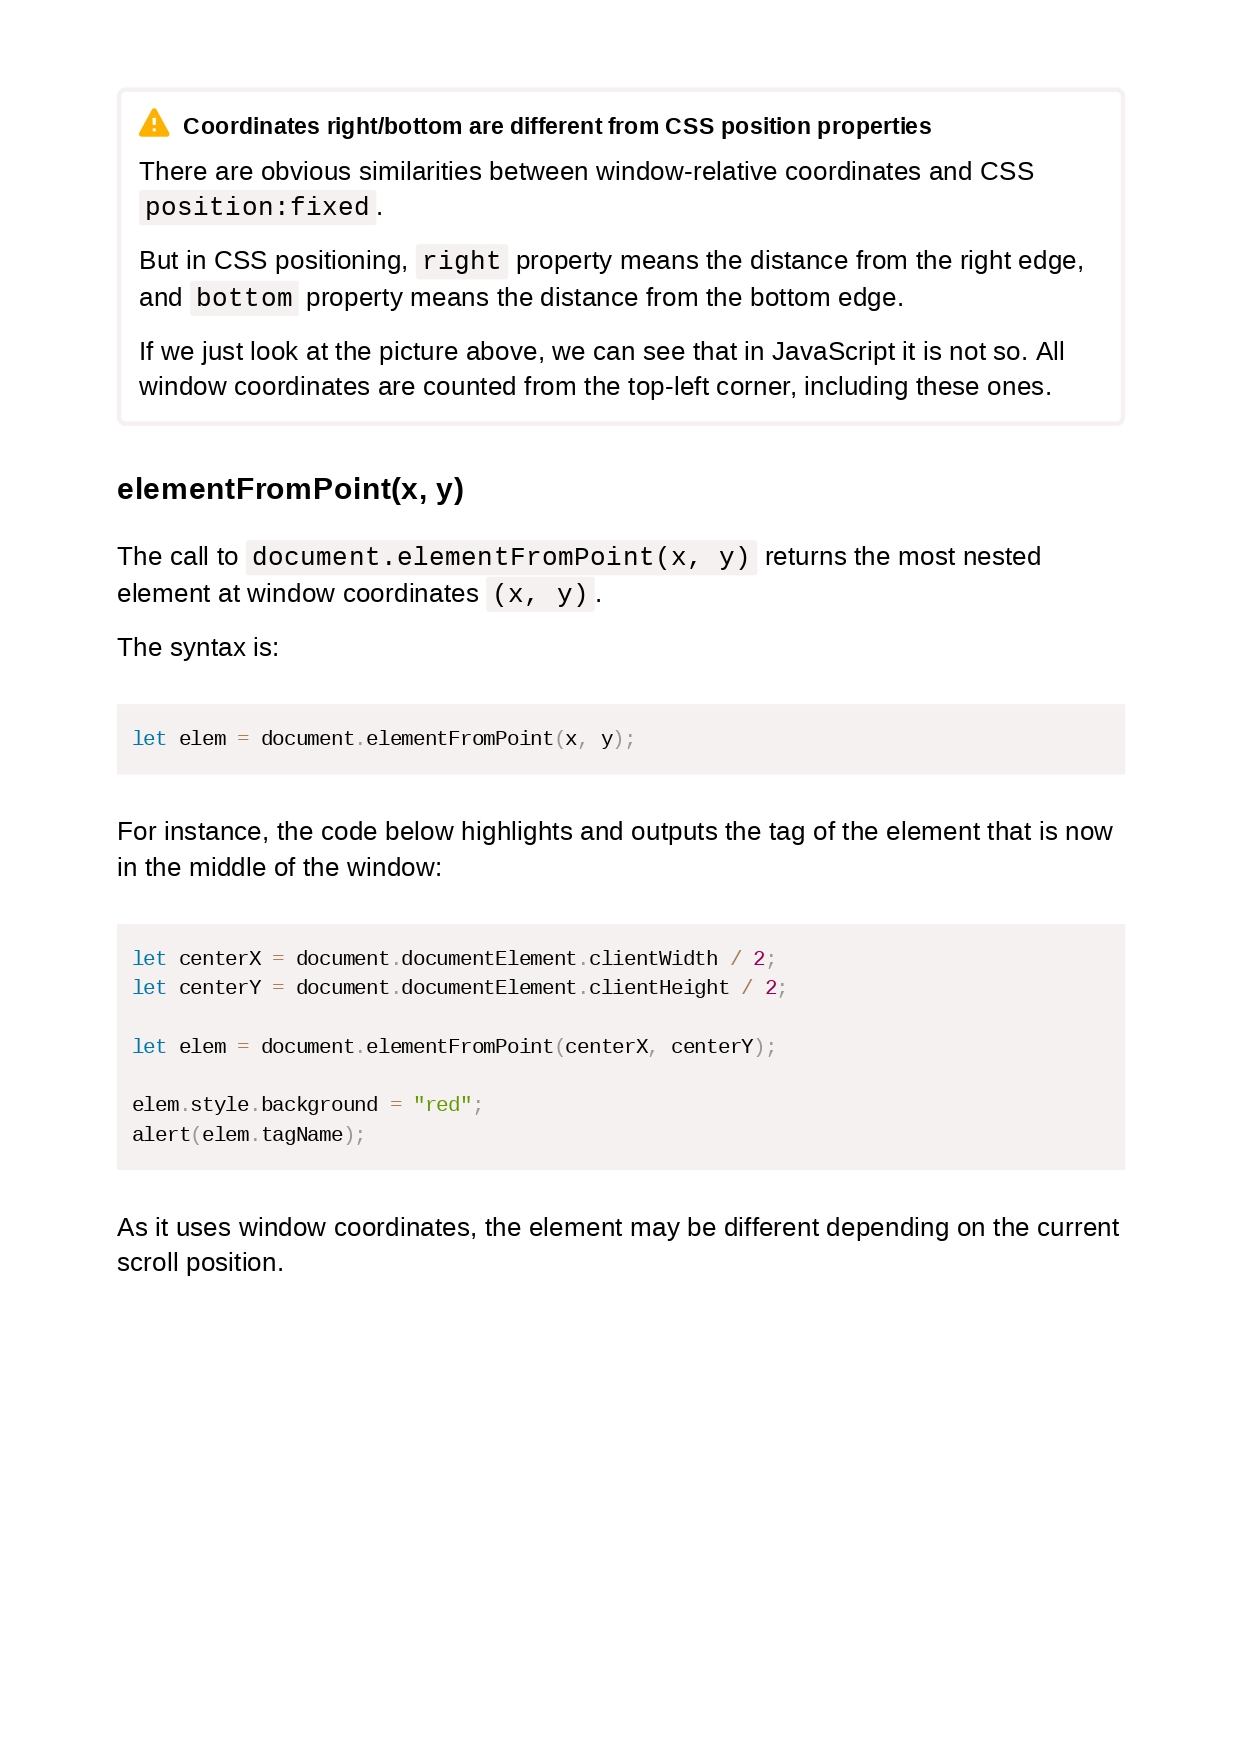 Coordinates right/bottom are different from CSS position properties
There are obvious similarities between window-relative coordinates and CSS
position:fixed.
But in CSS positioning, right property means the distance from the right edge,
and bottom property means the distance from the bottom edge.
If we just look at the picture above, we can see that in JavaScript it is not so. All
window coordinates are counted from the top-left corner, including these ones.
elementFromPoint(x, y)
The call to document.elementFromPoint(x, y) returns the most nested
element at window coordinates (x, y).
The syntax is:
let elem = document.elementFromPoint(x, y);
For instance, the code below highlights and outputs the tag of the element that is now
in the middle of the window:
let centerX = document.documentElement.clientWidth / 2;
let centerY = document.documentElement.clientHeight / 2;
let elem = document.elementFromPoint(centerX, centerY);
elem.style.background = "red";
alert(elem.tagName);
As it uses window coordinates, the element may be different depending on the current
scroll position.